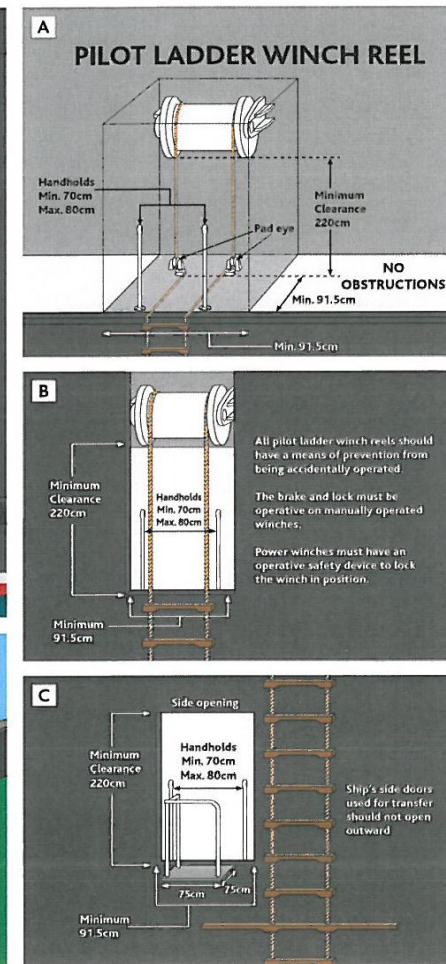 A
PILOT LADDER WINCH REEL
Handholds
Min. 70cm
Max. 80cm
Minimum
Clearance
220cm
Pad eye
NO
OBSTRUCTIONS
Min. 91.5cm
Min. 91.5cm
B
All pilot ladder winch reels should
have a means of prevention from
being accidentally operated.
The brake and lock must be
operative on manually operated
winches.
Power winches must have an
operative safety device to lock
the winch in position.
Minimum
Clearance
220cm
Handholds
Min. 70cm
Max. 80cm
Minimum
91.5cm
C
Side opening
Handholds
Min. 70cm
Max. 80cm
Minimum
Clearance
220cm
Ship's side doors
used for transfer
should not open
outward
75cm
75cm
Minimum
91.5cm